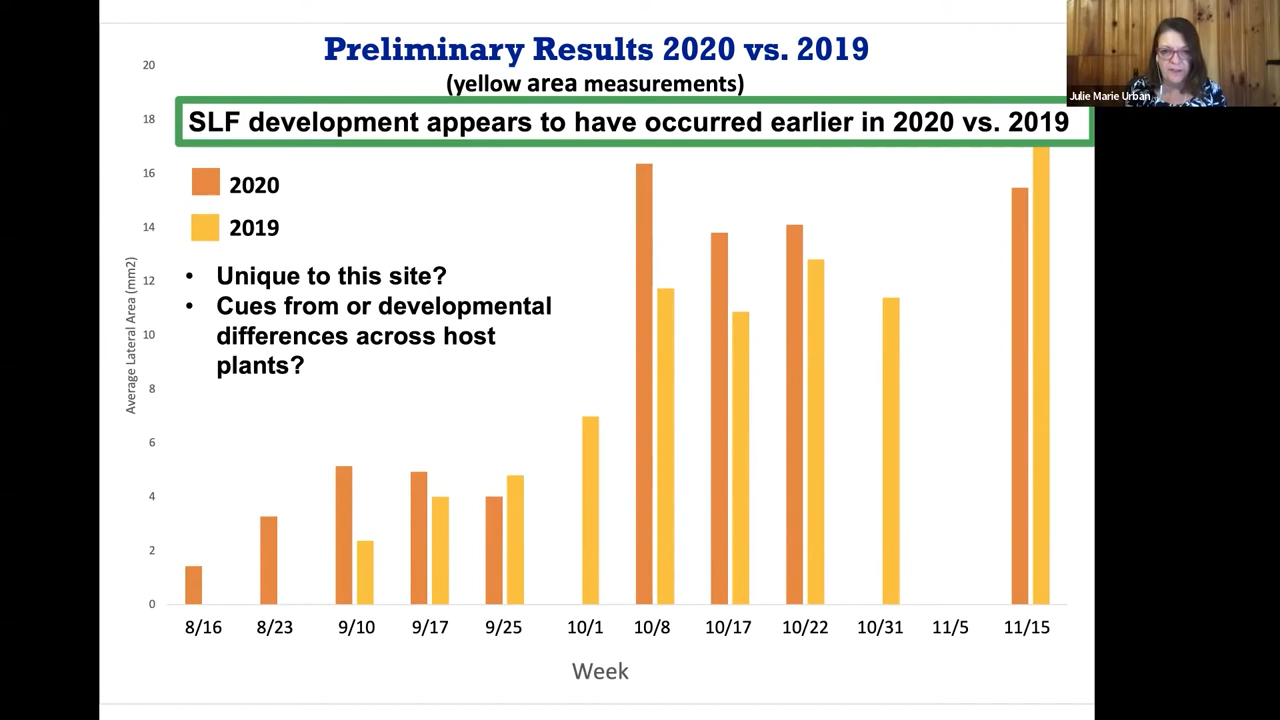 Preliminary Results 2020 vs. 2019
(yellow area measurements)
SLF development appears to have occurred earlier in 2020 vs. 2019
2020
2019
• Unique to this site?
• Cues from or developmental
differences across host
plants?
Average Lateral Area (mm2)
20
18
16
14
12
10
8
6
4
2
0
8/16 8/23 9/10 9/17 9/25 10/1 10/8 10/17 10/22 10/31 11/5 11/15
Week
Julie Marie Urban